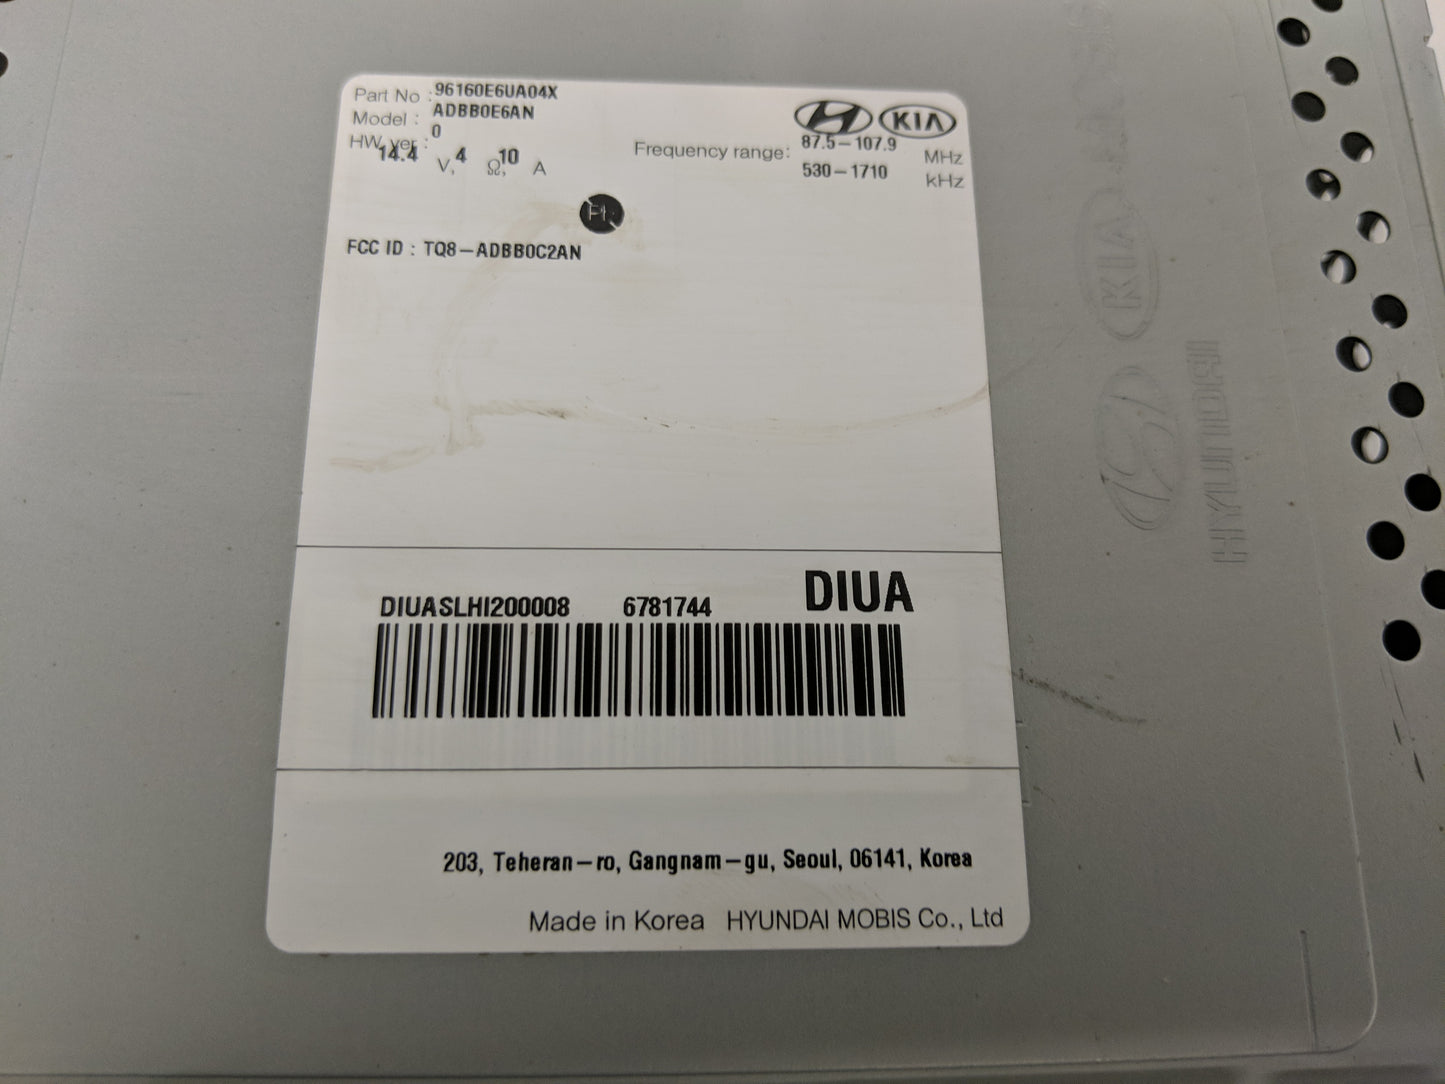 Part No : 96160E6UA04X
Model : ADBB0E6AN
HW ver : 0
14.4 V, 4 Ω, 10 A
KIA
Frequency range: 87.5-107.9 MHz
530-1710 kHz
FCC ID : TQ8-ADBB0C2AN
DIUASLHI200008 6781744 DIUA
203, Teheran-ro, Gangnam-gu, Seoul, 06141, Korea
Made in Korea HYUNDAI MOBIS Co., Ltd
KIA
HYUNDAI